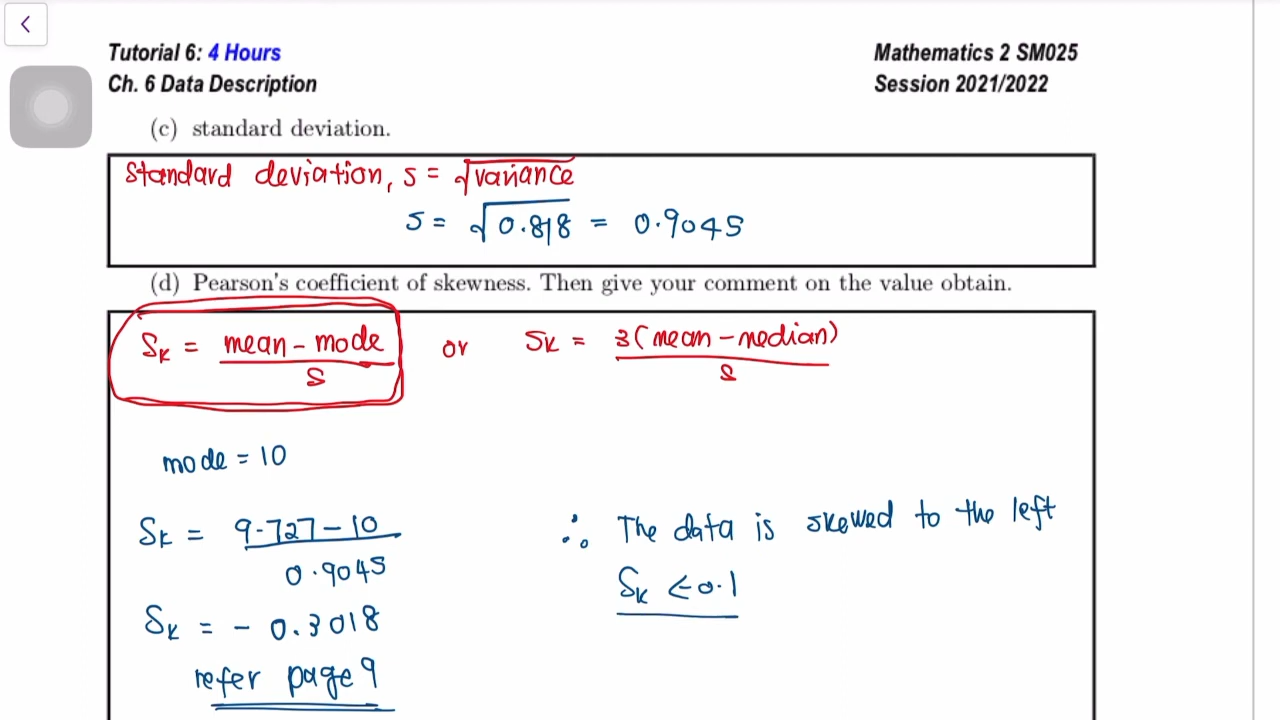 Tutorial 6: 4 Hours
Mathematics 2 SM025
Ch. 6 Data Description
Session 2021/2022
(c) standard deviation.
Standard deviation, s = √variance
s = √0.818 = 0.9045
(d) Pearson's coefficient of skewness. Then give your comment on the value obtain.
Sk = mean - mode / s or Sk = 3(mean - median) / s
mode = 10
Sk = 9.727 - 10 / 0.9045
∴ The data is skewed to the left
Sk < 0.1
Sk = - 0.3018
refer page 9